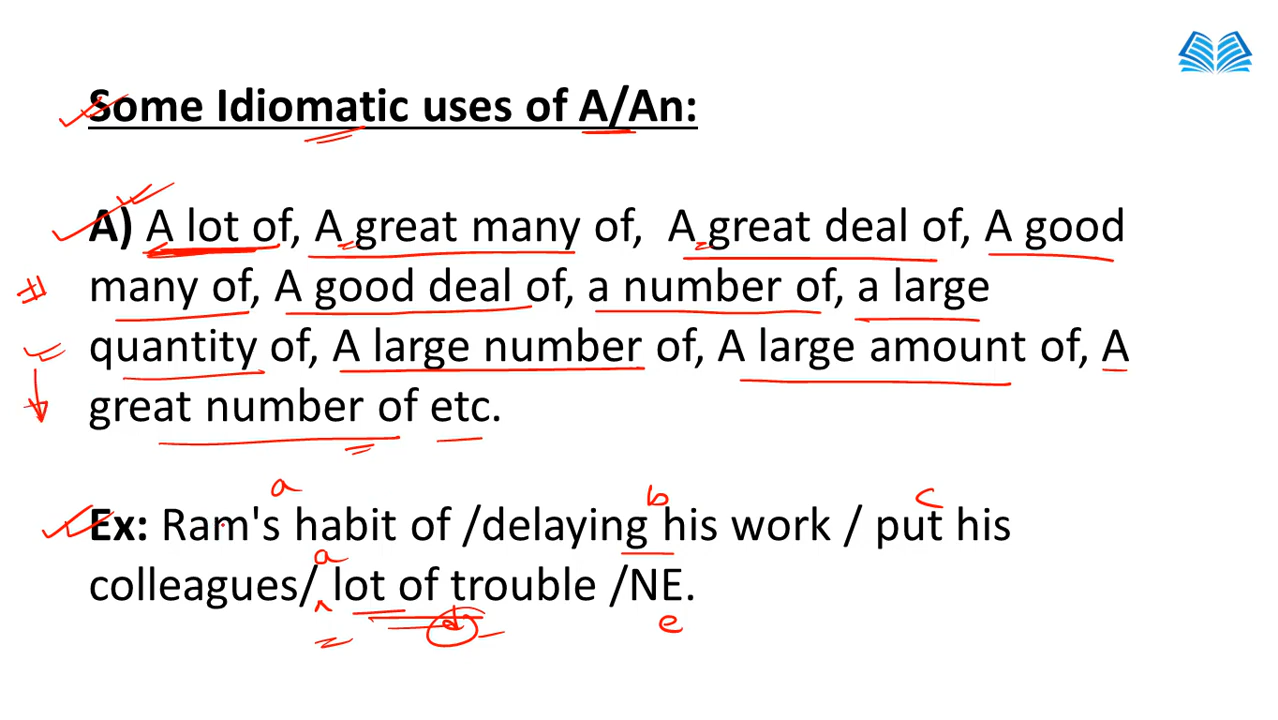 Some Idiomatic uses of A/An:
A) A lot of, A great many of,  A great deal of, A good
many of, A good deal of, a number of, a large
quantity of, A large number of, A large amount of, A
great number of etc.
a b c
Ex: Ram's habit of /delaying his work / put his
a
colleagues/ lot of trouble /NE.
d e